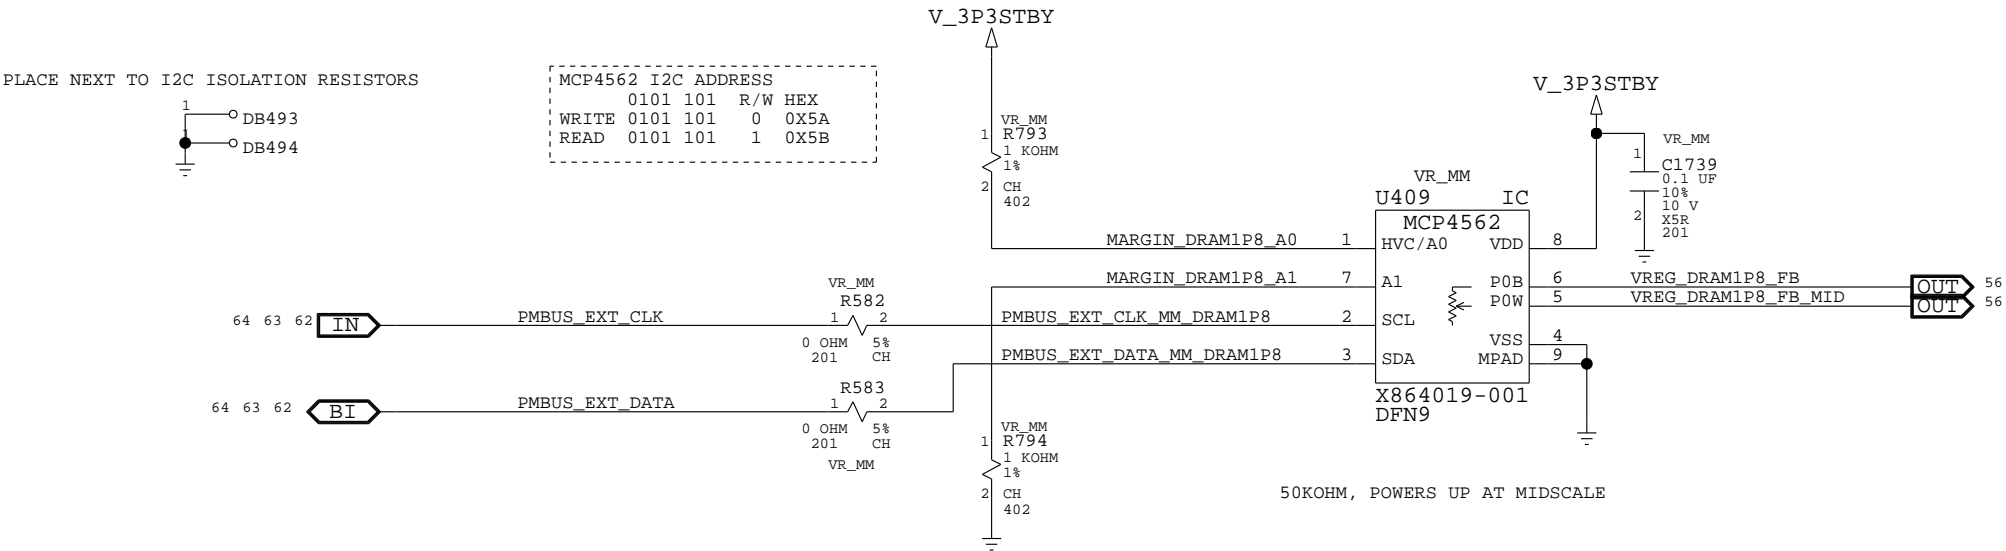 V_3P3STBY
PLACE NEXT TO I2C ISOLATION RESISTORS
1
DB493
1
DB494
MCP4562 I2C ADDRESS
0101 101 R/W HEX
WRITE 0101 101 0 0X5A
READ 0101 101 1 0X5B
VR_MM
R793
1
1 KOHM
1%
2
CH
402
V_3P3STBY
VR_MM
1
C1739
0.1 UF
10%
10 V
2
X5R
201
VR_MM
U409 IC
MCP4562
MARGIN_DRAM1P8_A0 1 HVC/A0 VDD 8
MARGIN_DRAM1P8_A1 7 A1 P0B 6 VREG_DRAM1P8_FB OUT 56
P0W 5 VREG_DRAM1P8_FB_MID OUT 56
VR_MM
R582
64 63 62 IN PMBUS_EXT_CLK 1 2 PMBUS_EXT_CLK_MM_DRAM1P8 2 SCL
0 OHM 5%
201 CH
VSS 4
PMBUS_EXT_DATA_MM_DRAM1P8 3 SDA MPAD 9
X864019-001
DFN9
R583
64 63 62 BI PMBUS_EXT_DATA 1 2
0 OHM 5%
201 CH
VR_MM
VR_MM
R794
1
1 KOHM
1%
2
CH
402
50KOHM, POWERS UP AT MIDSCALE